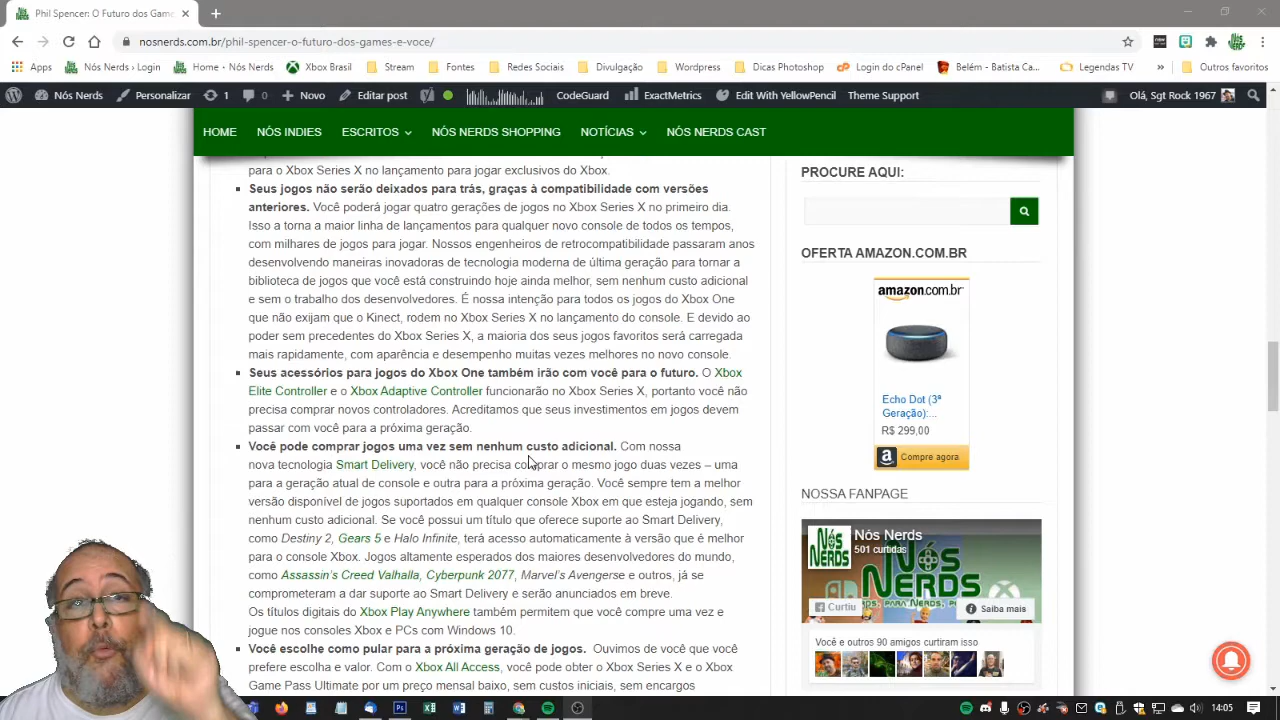 Phil Spencer: O Futuro dos Game
nosnerds.com.br/phil-spencer-o-futuro-dos-games-e-voce/
Apps
Nós Nerds › Login
Home · Nós Nerds
Xbox Brasil
Stream
Fontes
Redes Sociais
Divulgação
Wordpress
Dicas Photoshop
Login do cPanel
Belém - Batista Ca...
Legendas TV
»
Outros favoritos
Nós Nerds
Personalizar
1
0
Novo
Editar post
CodeGuard
ExactMetrics
Edit With YellowPencil
Theme Support
Olá, Sgt Rock 1967
HOME
NÓS INDIES
ESCRITOS
NÓS NERDS SHOPPING
NOTÍCIAS
NÓS NERDS CAST
para o Xbox Series X no lançamento para jogar exclusivos do Xbox.
Seus jogos não serão deixados para trás, graças à compatibilidade com versões
anteriores. Você poderá jogar quatro gerações de jogos no Xbox Series X no primeiro dia.
Isso a torna a maior linha de lançamentos para qualquer novo console de todos os tempos,
com milhares de jogos para jogar. Nossos engenheiros de retrocompatibilidade passaram anos
desenvolvendo maneiras inovadoras de tecnologia moderna de última geração para tornar a
biblioteca de jogos que você está construindo hoje ainda melhor, sem nenhum custo adicional
e sem o trabalho dos desenvolvedores. É nossa intenção para todos os jogos do Xbox One
que não exijam que o Kinect, rodem no Xbox Series X no lançamento do console. E devido ao
poder sem precedentes do Xbox Series X, a maioria dos seus jogos favoritos será carregada
mais rapidamente, com aparência e desempenho muitas vezes melhores no novo console.
Seus acessórios para jogos do Xbox One também irão com você para o futuro. O Xbox
Elite Controller e o Xbox Adaptive Controller funcionarão no Xbox Series X, portanto você não
precisa comprar novos controladores. Acreditamos que seus investimentos em jogos devem
passar com você para a próxima geração.
Você pode comprar jogos uma vez sem nenhum custo adicional. Com nossa
nova tecnologia Smart Delivery, você não precisa comprar o mesmo jogo duas vezes – uma
para a geração atual de console e outra para a próxima geração. Você sempre tem a melhor
versão disponível de jogos suportados em qualquer console Xbox em que esteja jogando, sem
nenhum custo adicional. Se você possui um título que oferece suporte ao Smart Delivery,
como Destiny 2, Gears 5 e Halo Infinite, terá acesso automaticamente à versão que é melhor
para o console Xbox. Jogos altamente esperados dos maiores desenvolvedores do mundo,
como Assassin's Creed Valhalla, Cyberpunk 2077, Marvel's Avengerse e outros, já se
comprometeram a dar suporte ao Smart Delivery e serão anunciados em breve.
Os títulos digitais do Xbox Play Anywhere também permitem que você compre uma vez e
jogue nos consoles Xbox e PCs com Windows 10.
Você escolhe como pular para a próxima geração de jogos. Ouvimos de você que você
prefere escolha e valor. Com o Xbox All Access, você pode obter o Xbox Series X e o Xbox
Game Pass Ultimate por um preço mensal baixo, sem custos iniciais, sem encargos
PROCURE AQUI:
OFERTA AMAZON.COM.BR
amazon.com.br
Echo Dot (3ª
Geração):...
R$ 299,00
Compre agora
NOSSA FANPAGE
Nós Nerds
501 curtidas
Curtiu
Saiba mais
Você e outros 90 amigos curtiram isso
14:05